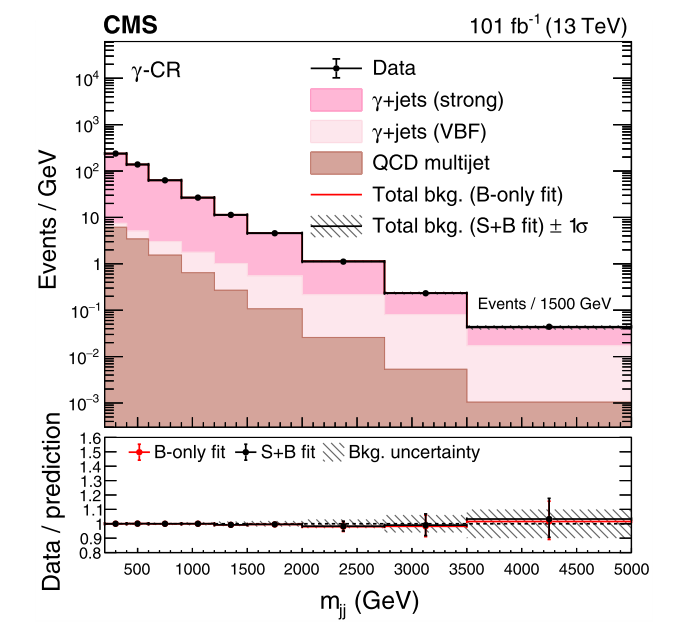 CMS
101 fb⁻¹ (13 TeV)
γ-CR
Data
γ+jets (strong)
γ+jets (VBF)
QCD multijet
Total bkg. (B-only fit)
Total bkg. (S+B fit) ± 1σ
Events / 1500 GeV
Events / GeV
10⁴
10³
10²
10
1
10⁻¹
10⁻²
10⁻³
B-only fit
S+B fit
Bkg. uncertainty
Data / prediction
1.6
1.5
1.4
1.3
1.2
1.1
1
0.9
0.8
500 1000 1500 2000 2500 3000 3500 4000 4500 5000
m_jj (GeV)